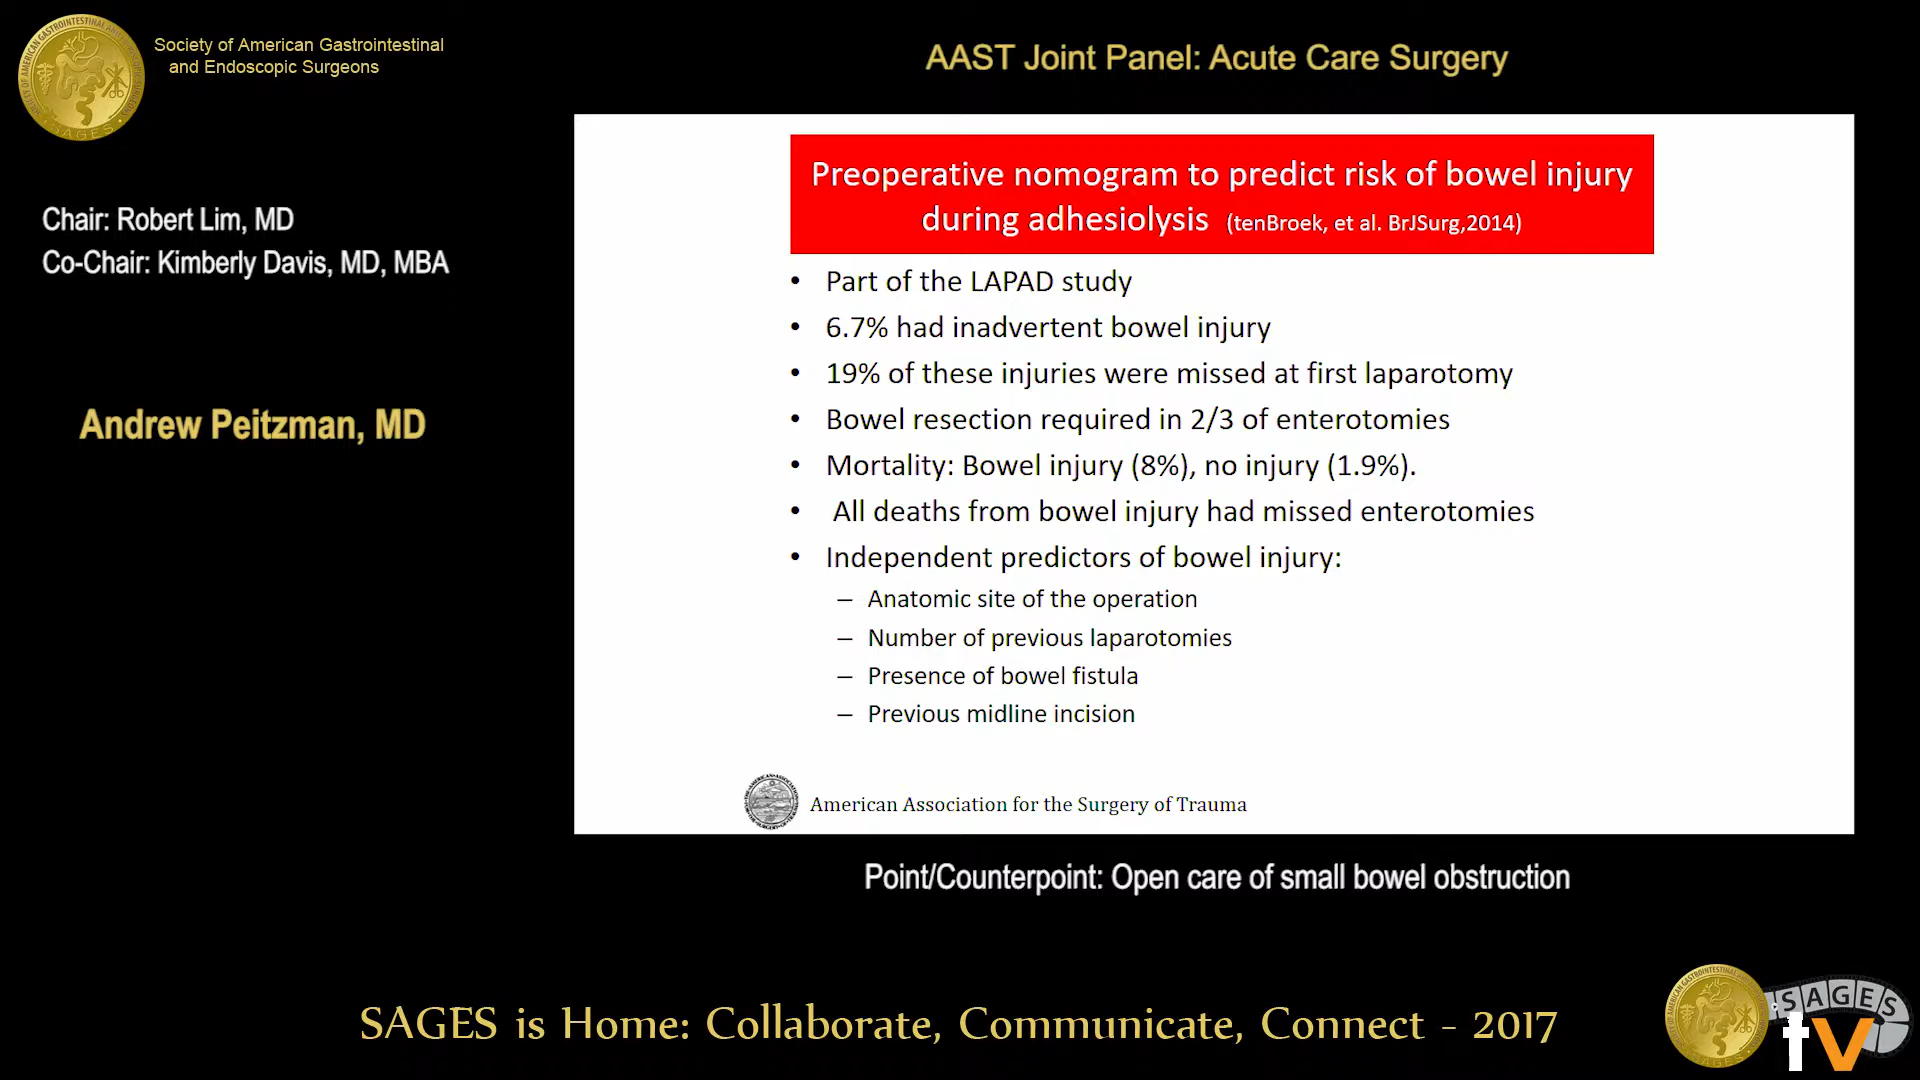 Society of American Gastrointestinal
and Endoscopic Surgeons
AAST Joint Panel: Acute Care Surgery
Chair: Robert Lim, MD
Co-Chair: Kimberly Davis, MD, MBA
Andrew Peitzman, MD
Preoperative nomogram to predict risk of bowel injury
during adhesiolysis (tenBroek, et al. BrJSurg,2014)
• Part of the LAPAD study
• 6.7% had inadvertent bowel injury
• 19% of these injuries were missed at first laparotomy
• Bowel resection required in 2/3 of enterotomies
• Mortality: Bowel injury (8%), no injury (1.9%).
• All deaths from bowel injury had missed enterotomies
• Independent predictors of bowel injury:
– Anatomic site of the operation
– Number of previous laparotomies
– Presence of bowel fistula
– Previous midline incision
American Association for the Surgery of Trauma
Point/Counterpoint: Open care of small bowel obstruction
SAGES is Home: Collaborate, Communicate, Connect - 2017
SAGES
tv